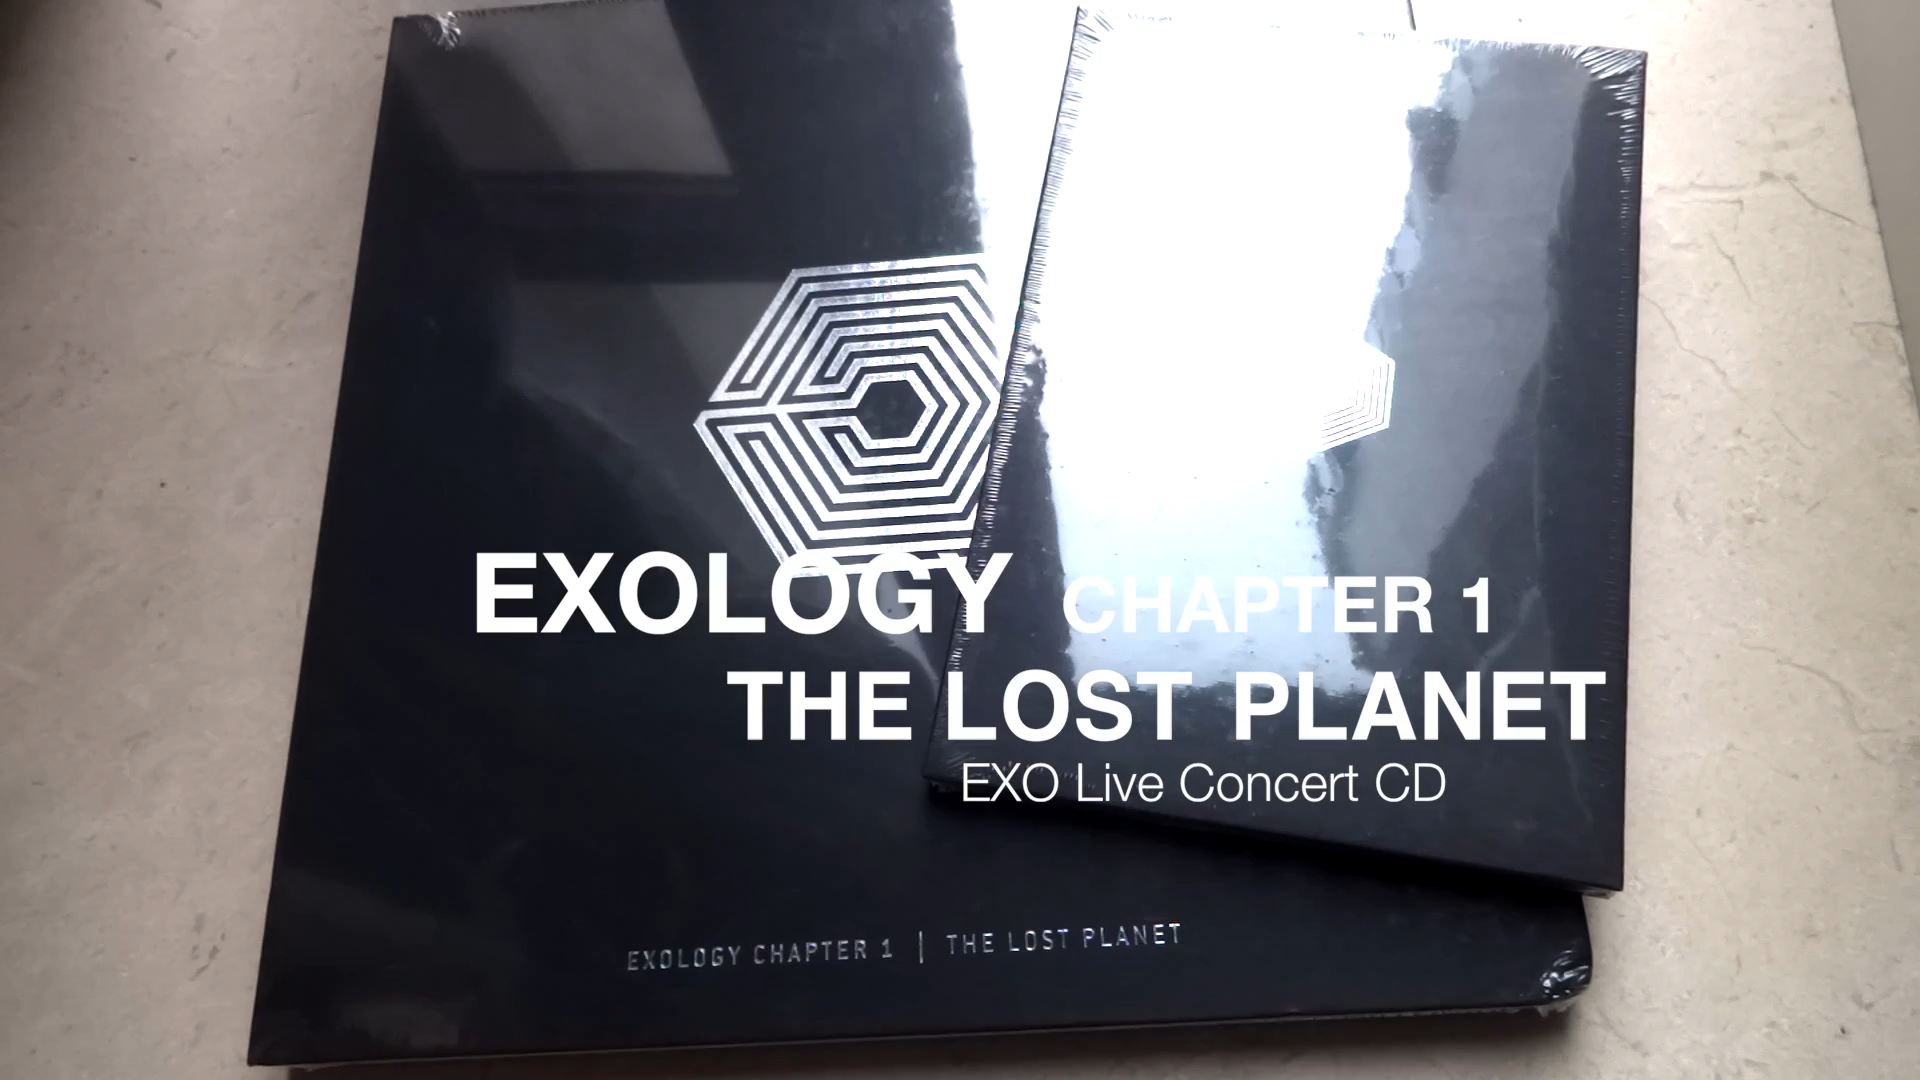 EXOLOGY CHAPTER 1
THE LOST PLANET
EXO Live Concert CD
EXOLOGY CHAPTER 1 | THE LOST PLANET